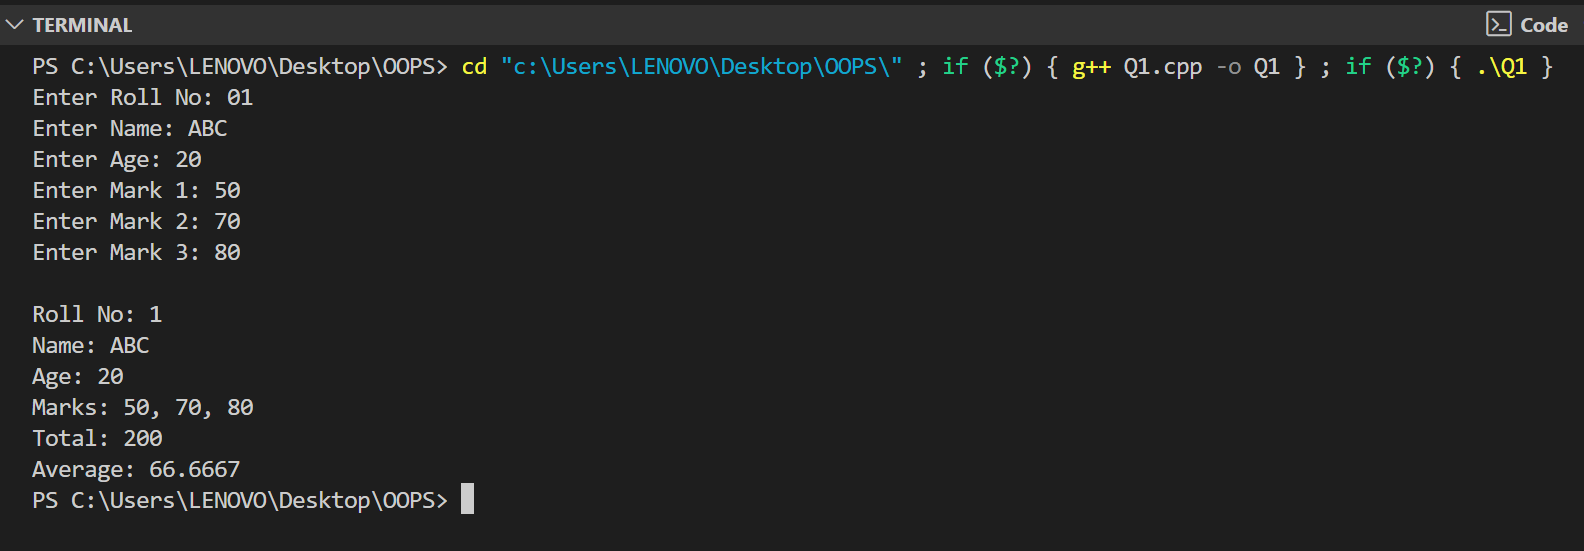 TERMINAL
Code
PS C:\Users\LENOVO\Desktop\OOPS> cd "c:\Users\LENOVO\Desktop\OOPS\" ; if ($?) { g++ Q1.cpp -o Q1 } ; if ($?) { .\Q1 }
Enter Roll No: 01
Enter Name: ABC
Enter Age: 20
Enter Mark 1: 50
Enter Mark 2: 70
Enter Mark 3: 80

Roll No: 1
Name: ABC
Age: 20
Marks: 50, 70, 80
Total: 200
Average: 66.6667
PS C:\Users\LENOVO\Desktop\OOPS>